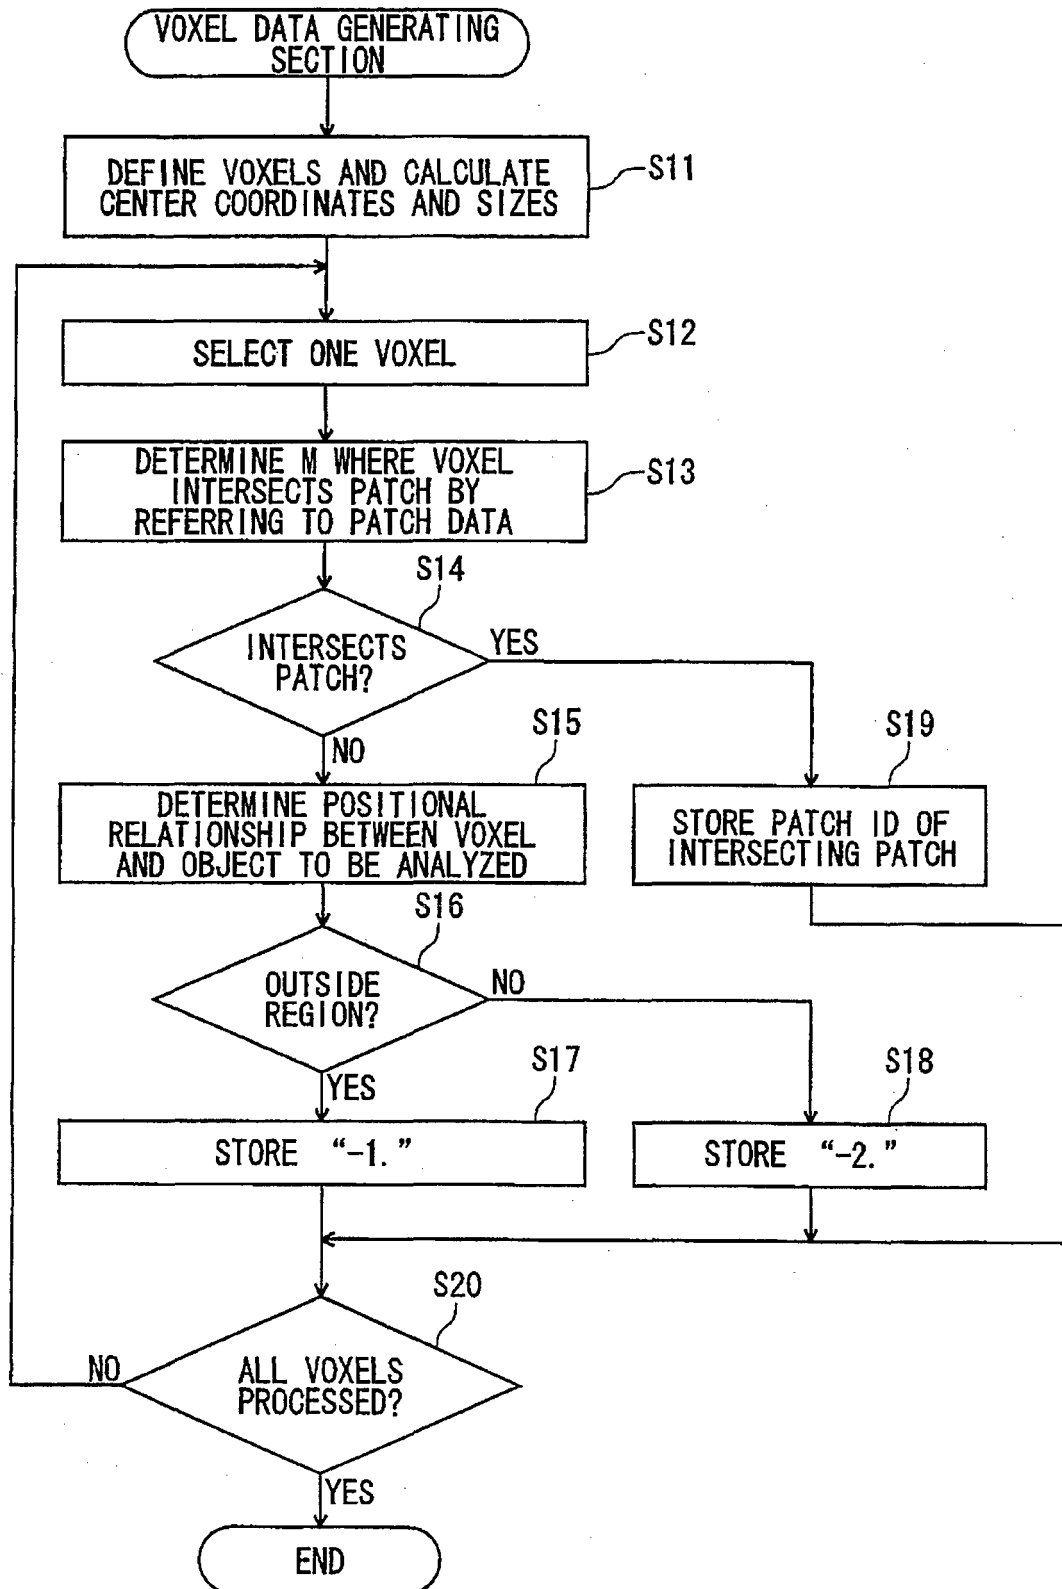 VOXEL DATA GENERATING
SECTION
DEFINE VOXELS AND CALCULATE
CENTER COORDINATES AND SIZES
S11
SELECT ONE VOXEL
S12
DETERMINE M WHERE VOXEL
INTERSECTS PATCH BY
REFERRING TO PATCH DATA
S13
S14
INTERSECTS
PATCH?
YES
NO
S15
DETERMINE POSITIONAL
RELATIONSHIP BETWEEN VOXEL
AND OBJECT TO BE ANALYZED
S19
STORE PATCH ID OF
INTERSECTING PATCH
S16
OUTSIDE
REGION?
NO
YES
S17
STORE “-1.”
S18
STORE “-2.”
S20
ALL VOXELS
PROCESSED?
NO
YES
END